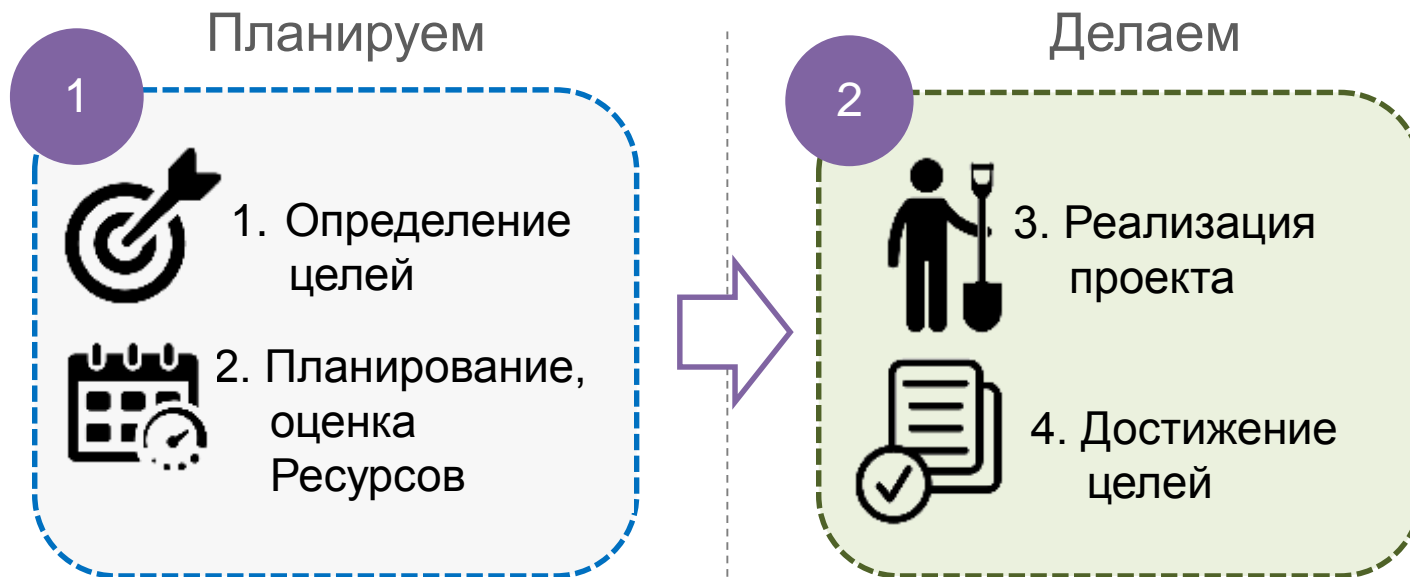 Планируем
1
1. Определение
целей
2. Планирование,
оценка
Ресурсов
Делаем
2
3. Реализация
проекта
4. Достижение
целей